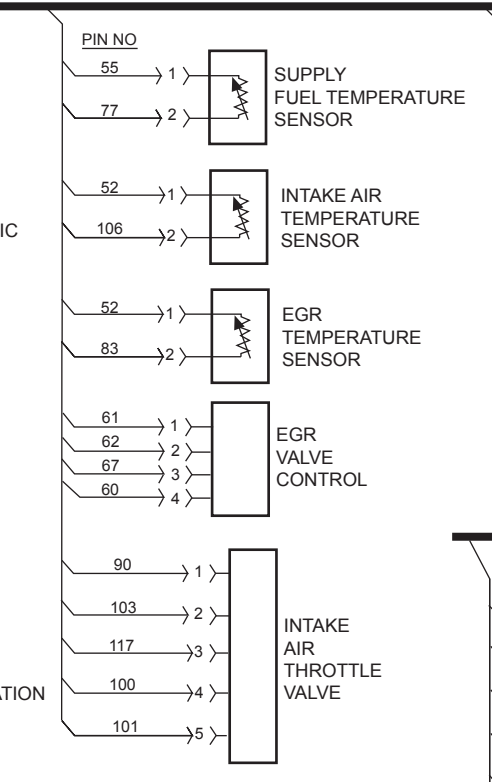 PIN NO
55 1
77 2
SUPPLY
FUEL TEMPERATURE
SENSOR
52 1
106 2
INTAKE AIR
TEMPERATURE
SENSOR
IC
52 1
83 2
EGR
TEMPERATURE
SENSOR
61 1
62 2
67 3
60 4
EGR
VALVE
CONTROL
90 1
103 2
117 3
100 4
101 5
INTAKE
AIR
THROTTLE
VALVE
ATION